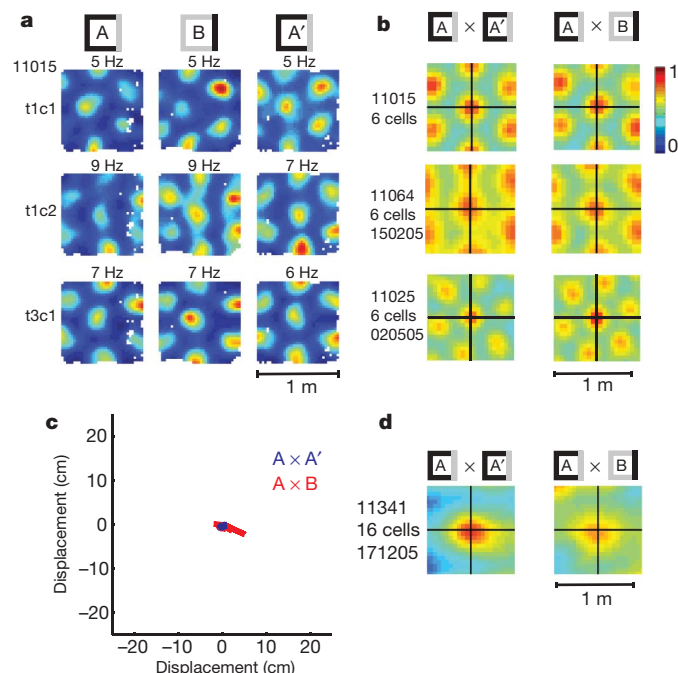 a
A B A′
11015 5 Hz 5 Hz 5 Hz
t1c1
9 Hz 9 Hz 7 Hz
t1c2
7 Hz 7 Hz 6 Hz
t3c1
1 m
b
A × A′ A × B
1
0
11015
6 cells
11064
6 cells
150205
11025
6 cells
020505
1 m
c
Displacement (cm)
20
10
0
−10
−20
A × A′
A × B
−20 −10 0 10 20
Displacement (cm)
d
A × A′ A × B
11341
16 cells
171205
1 m